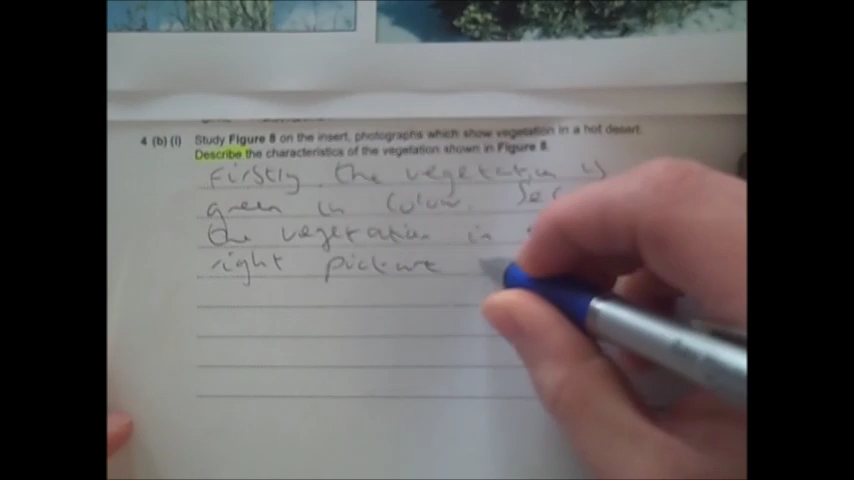 4 (b) (i) Study Figure 8 on the insert, photographs which show vegetation in a hot desert.
Describe the characteristics of the vegetation shown in Figure 8.
Firstly the vegetation is
green in colour. Sec
the vegetation in
right picture